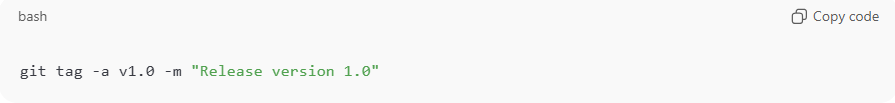 bash
Copy code
git tag -a v1.0 -m "Release version 1.0"